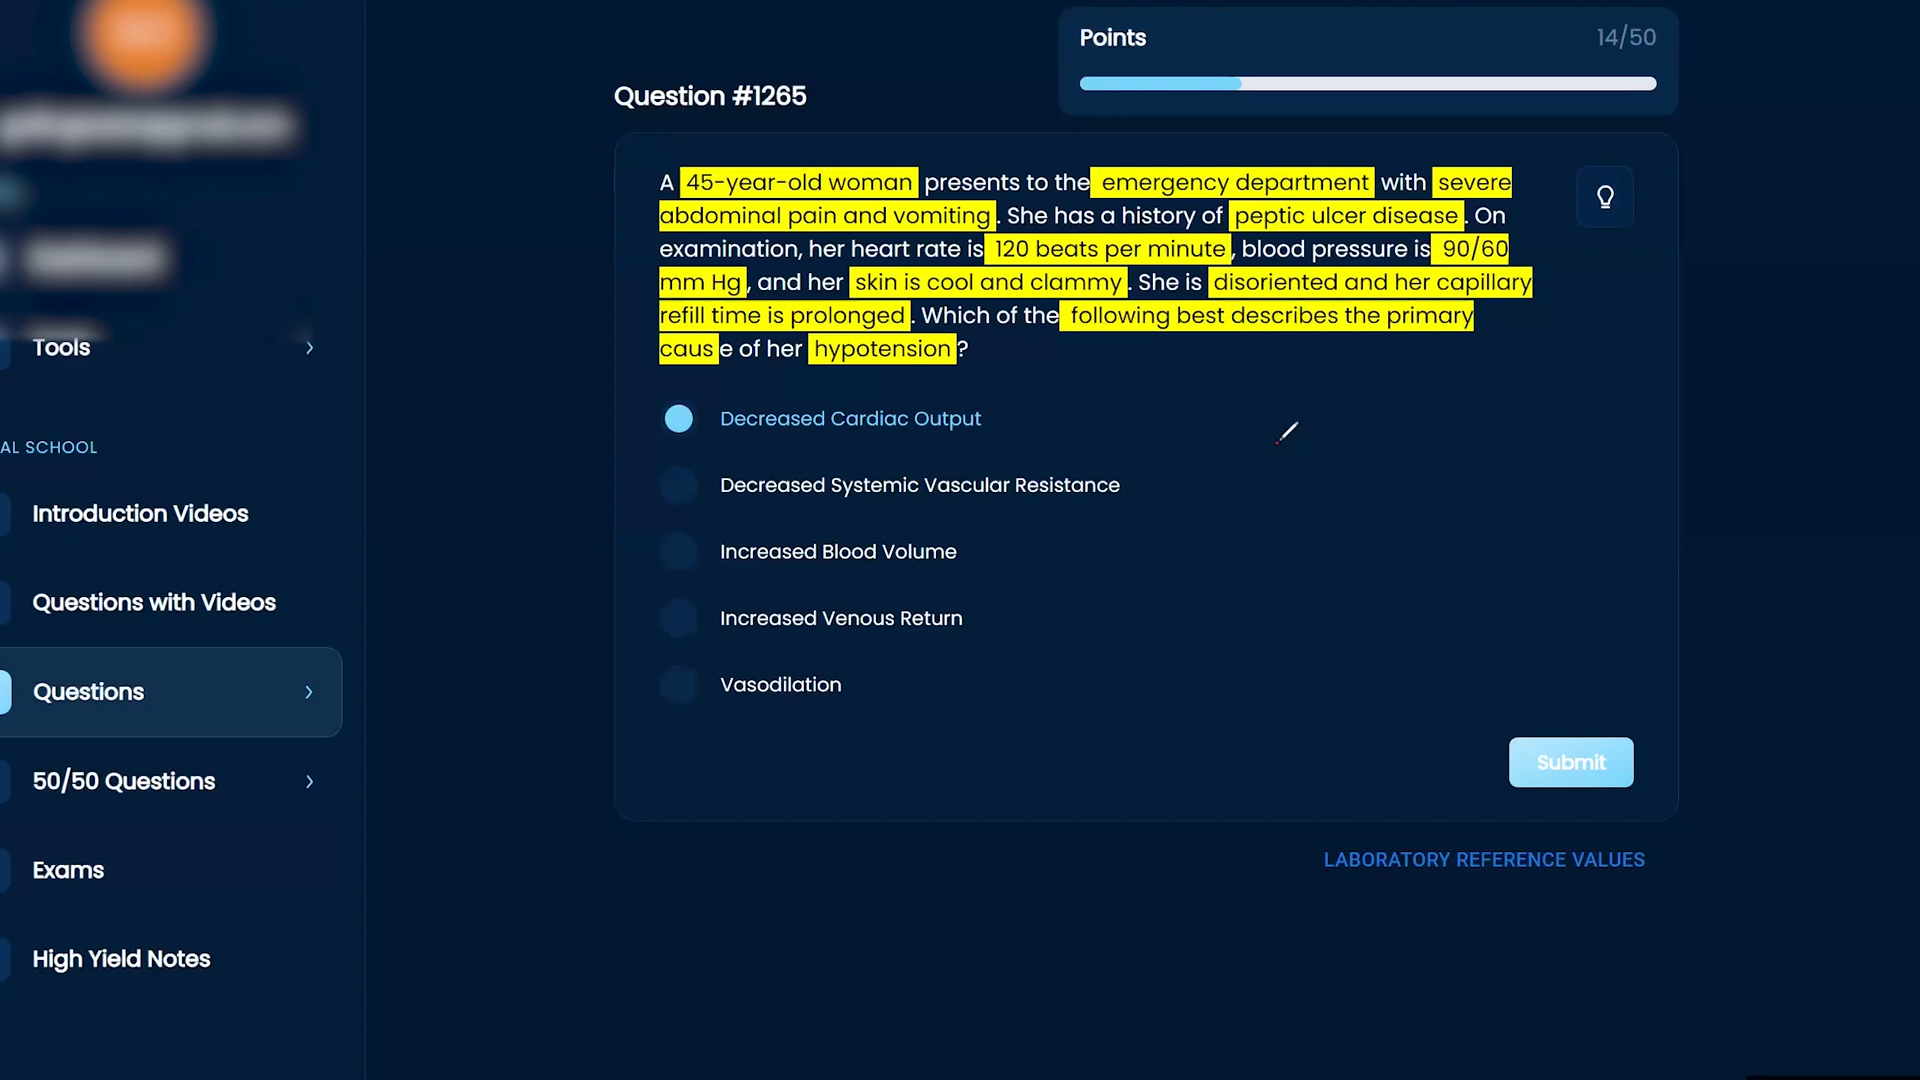 Points
14/50
Question #1265
A 45-year-old woman presents to the emergency department with severe
abdominal pain and vomiting. She has a history of peptic ulcer disease. On
examination, her heart rate is 120 beats per minute, blood pressure is 90/60
mm Hg, and her skin is cool and clammy. She is disoriented and her capillary
refill time is prolonged. Which of the following best describes the primary
cause of her hypotension?
Decreased Cardiac Output
Decreased Systemic Vascular Resistance
Increased Blood Volume
Increased Venous Return
Vasodilation
Submit
LABORATORY REFERENCE VALUES
Tools
AL SCHOOL
Introduction Videos
Questions with Videos
Questions
50/50 Questions
Exams
High Yield Notes